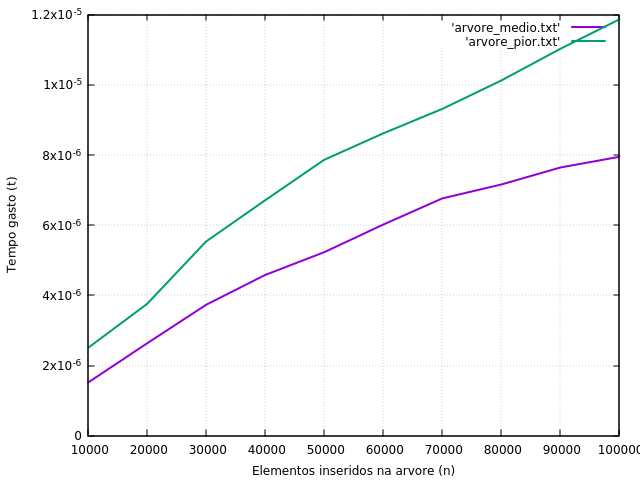 1.2x10-5
1x10-5
8x10-6
6x10-6
4x10-6
2x10-6
0
10000 20000 30000 40000 50000 60000 70000 80000 90000 100000
Tempo gasto (t)
Elementos inseridos na arvore (n)
'arvore_medio.txt'
'arvore_pior.txt'